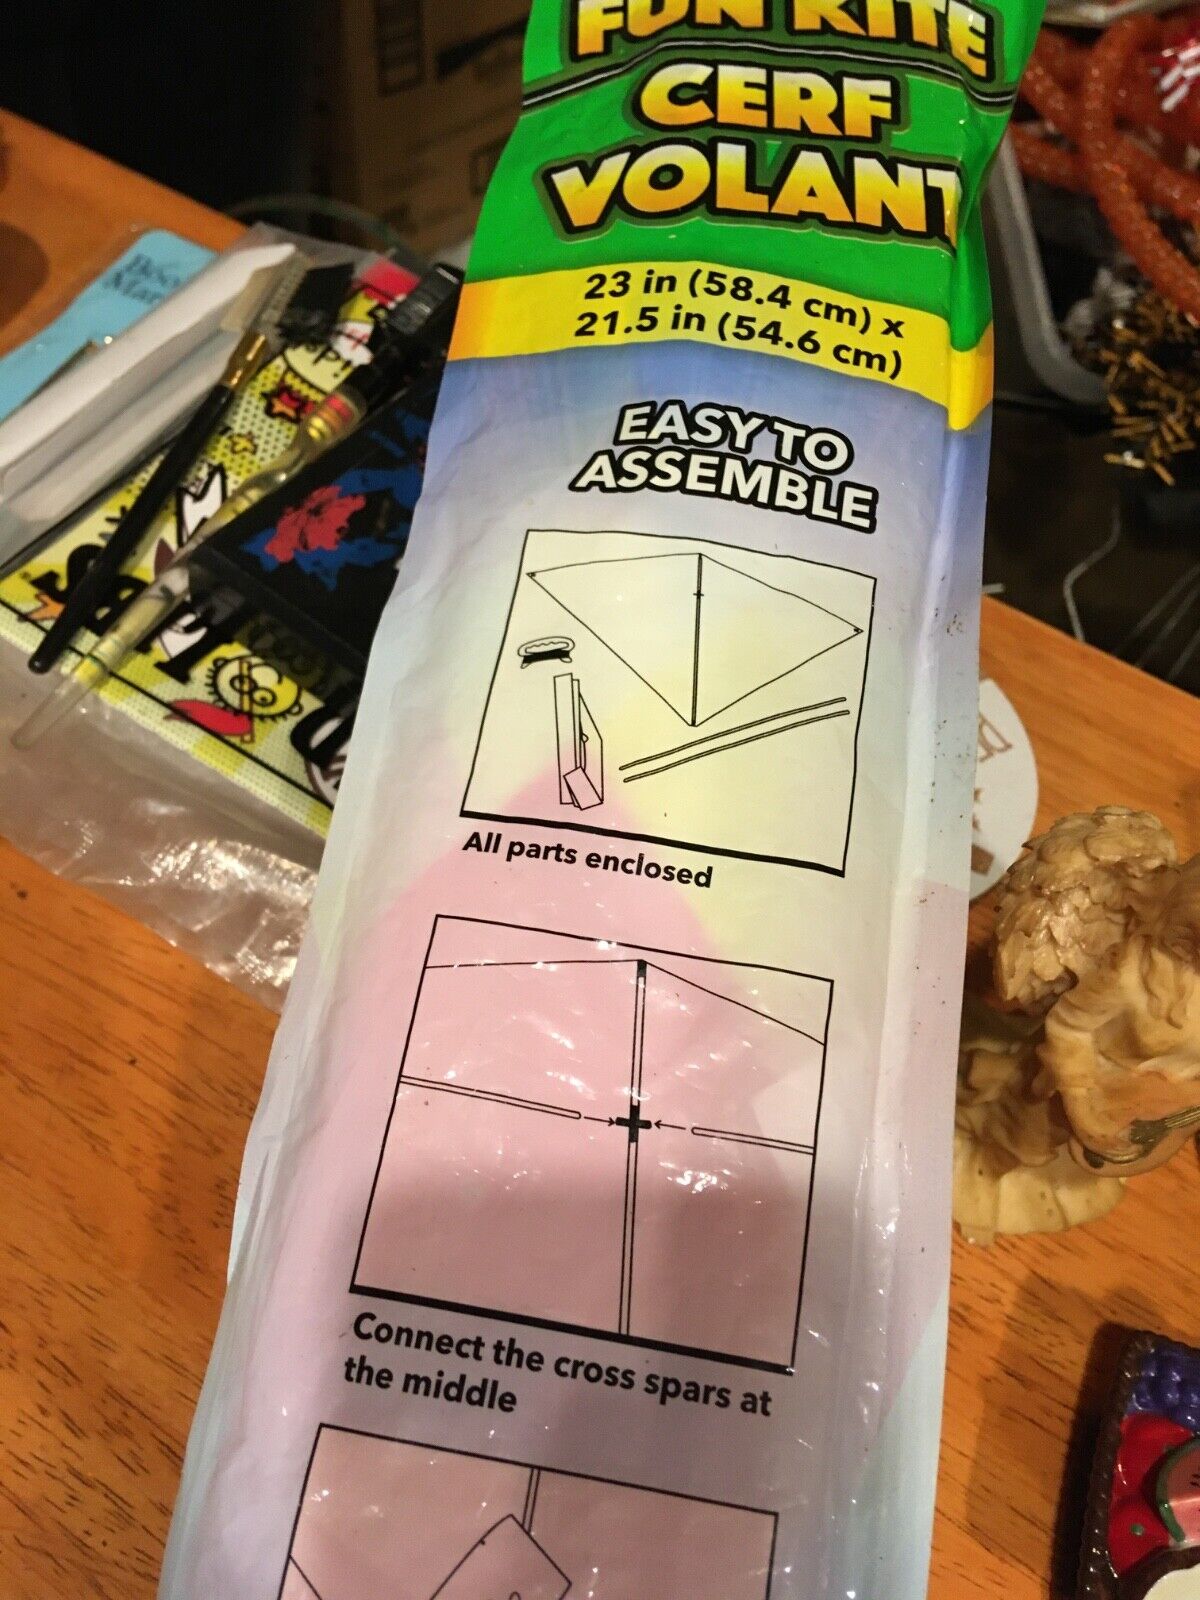 FUN KITE
CERF
VOLANT
23 in (58.4 cm) x
21.5 in (54.6 cm)
EASY TO
ASSEMBLE
All parts enclosed
Connect the cross spars at
the middle